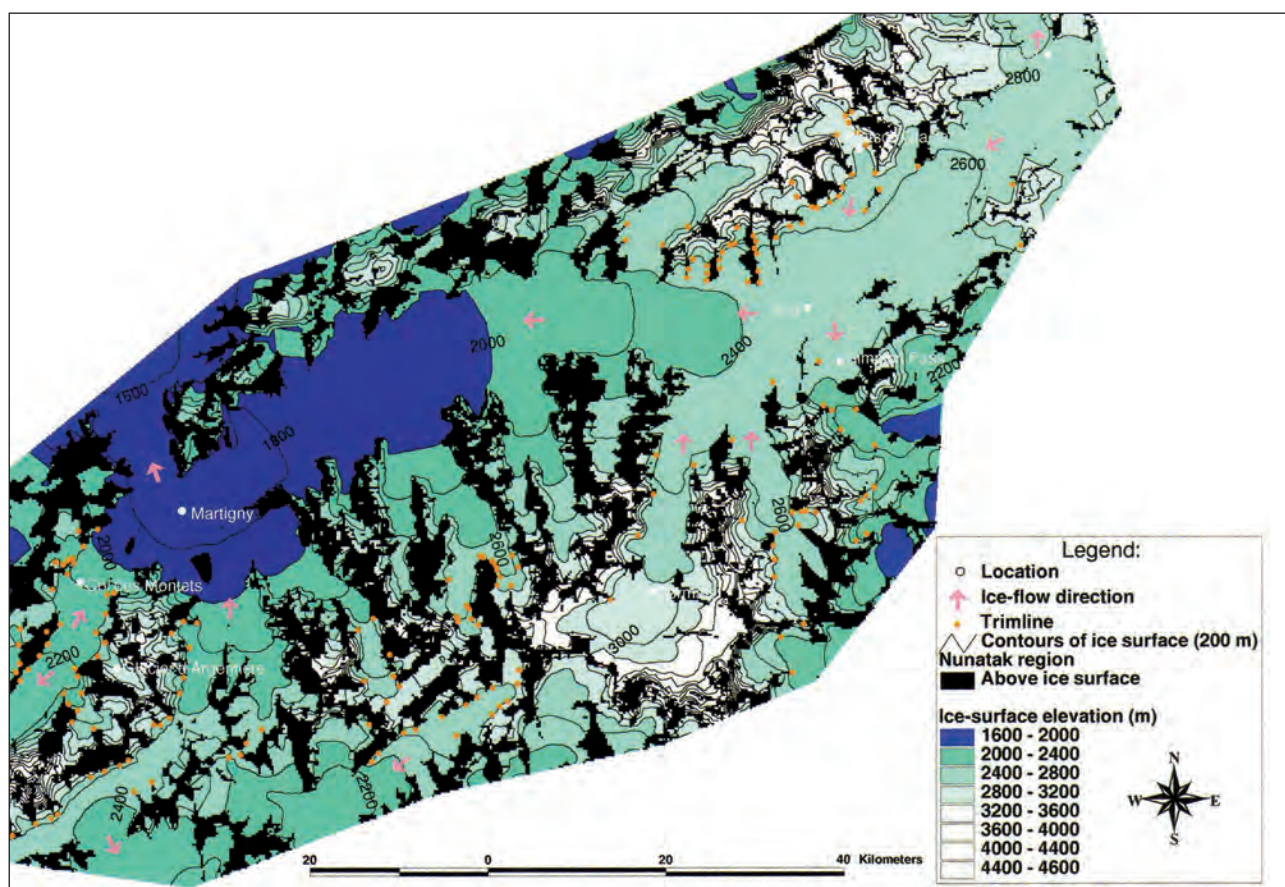 2800
2600
2000
2400
2200
1800
Martigny
2000
2600
2600
2200
3000
2400
2200
Legend:
Location
Ice-flow direction
Trimline
Contours of ice surface (200 m)
Nunatak region
Above ice surface
Ice-surface elevation (m)
1600 - 2000
2000 - 2400
2400 - 2800
2800 - 3200
3200 - 3600
3600 - 4000
4000 - 4400
4400 - 4600
N
W E
S
20 0 20 40 Kilometers